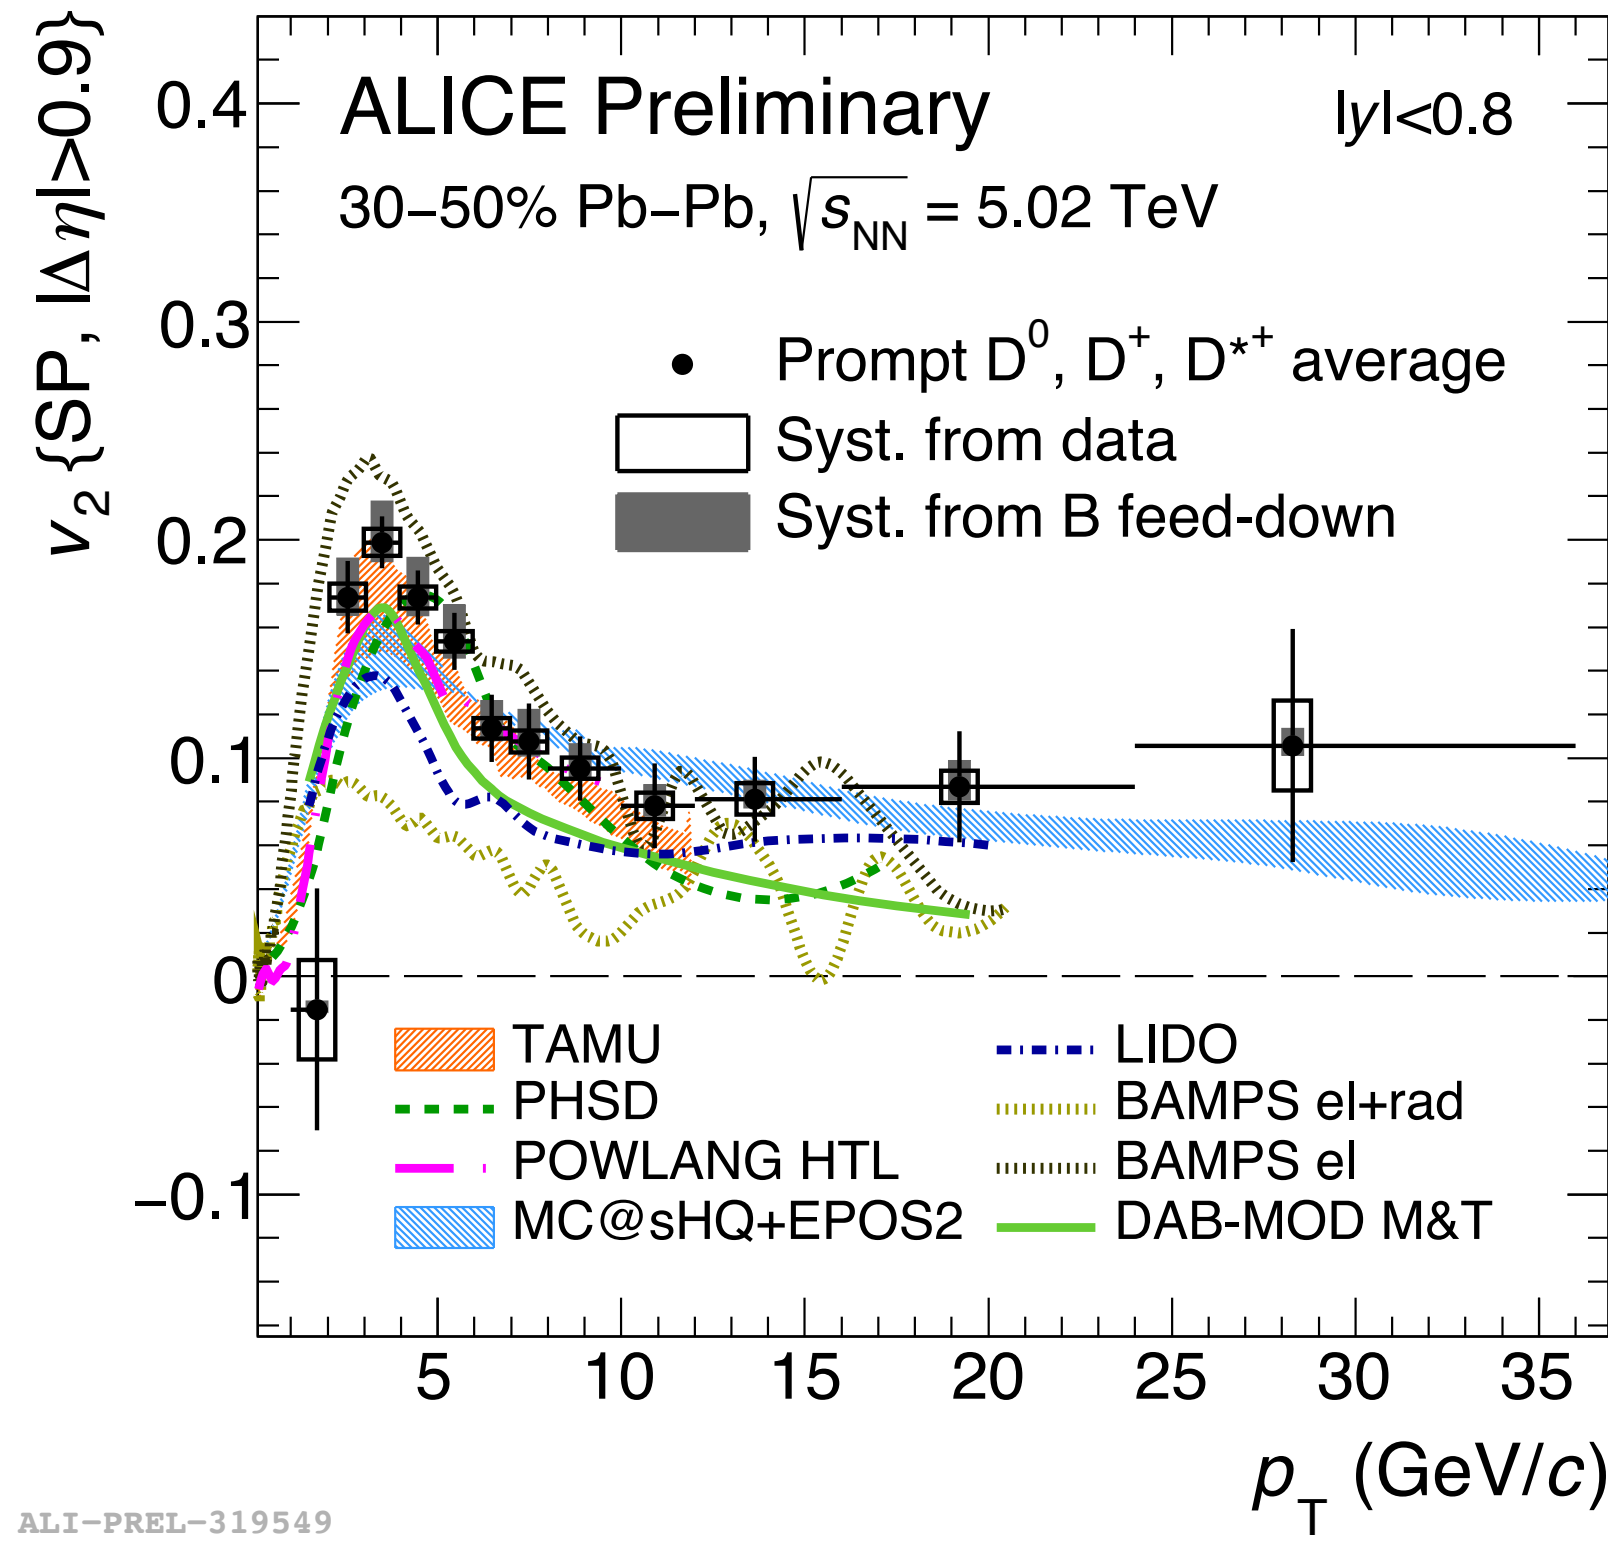 v2 {SP, |Δη|>0.9}
0.4
0.3
0.2
0.1
0
−0.1
ALICE Preliminary
|y|<0.8
30−50% Pb−Pb, √sNN = 5.02 TeV
Prompt D0, D+, D*+ average
Syst. from data
Syst. from B feed-down
TAMU
PHSD
POWLANG HTL
MC@sHQ+EPOS2
LIDO
BAMPS el+rad
BAMPS el
DAB-MOD M&T
5 10 15 20 25 30 35
pT (GeV/c)
ALI−PREL−319549